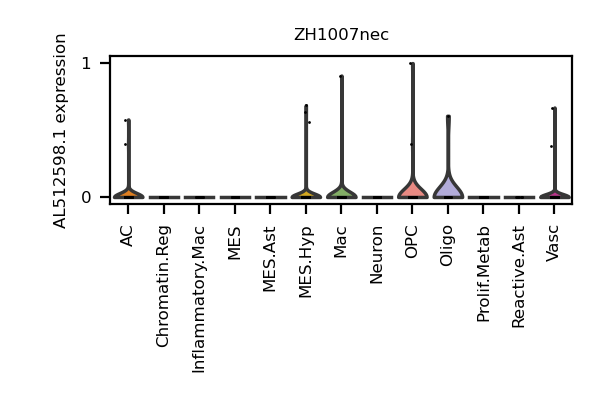 ZH1007nec
AL512598.1 expression
1
0
AC
Chromatin.Reg
Inflammatory.Mac
MES
MES.Ast
MES.Hyp
Mac
Neuron
OPC
Oligo
Prolif.Metab
Reactive.Ast
Vasc